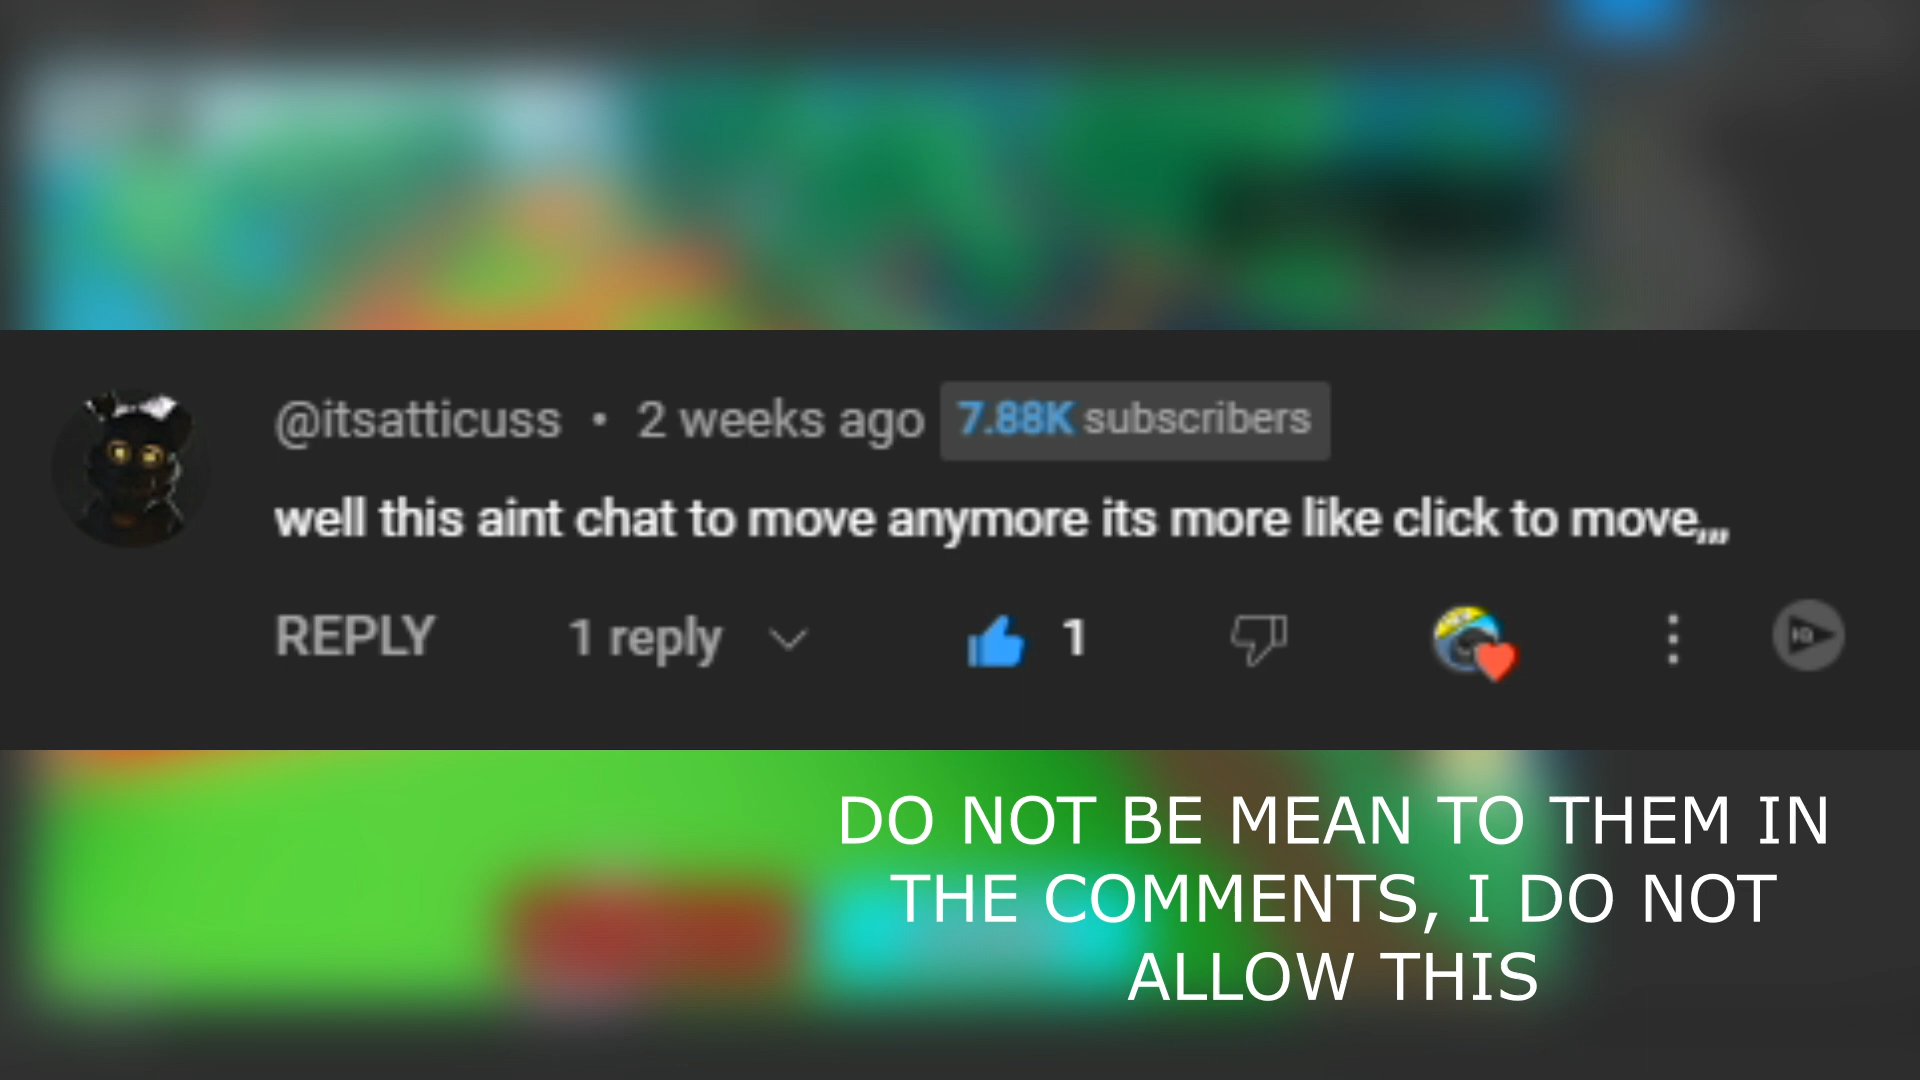 @itsatticuss • 2 weeks ago 7.88K subscribers
well this aint chat to move anymore its more like click to move,,,
REPLY 1 reply 1
DO NOT BE MEAN TO THEM IN
THE COMMENTS, I DO NOT
ALLOW THIS